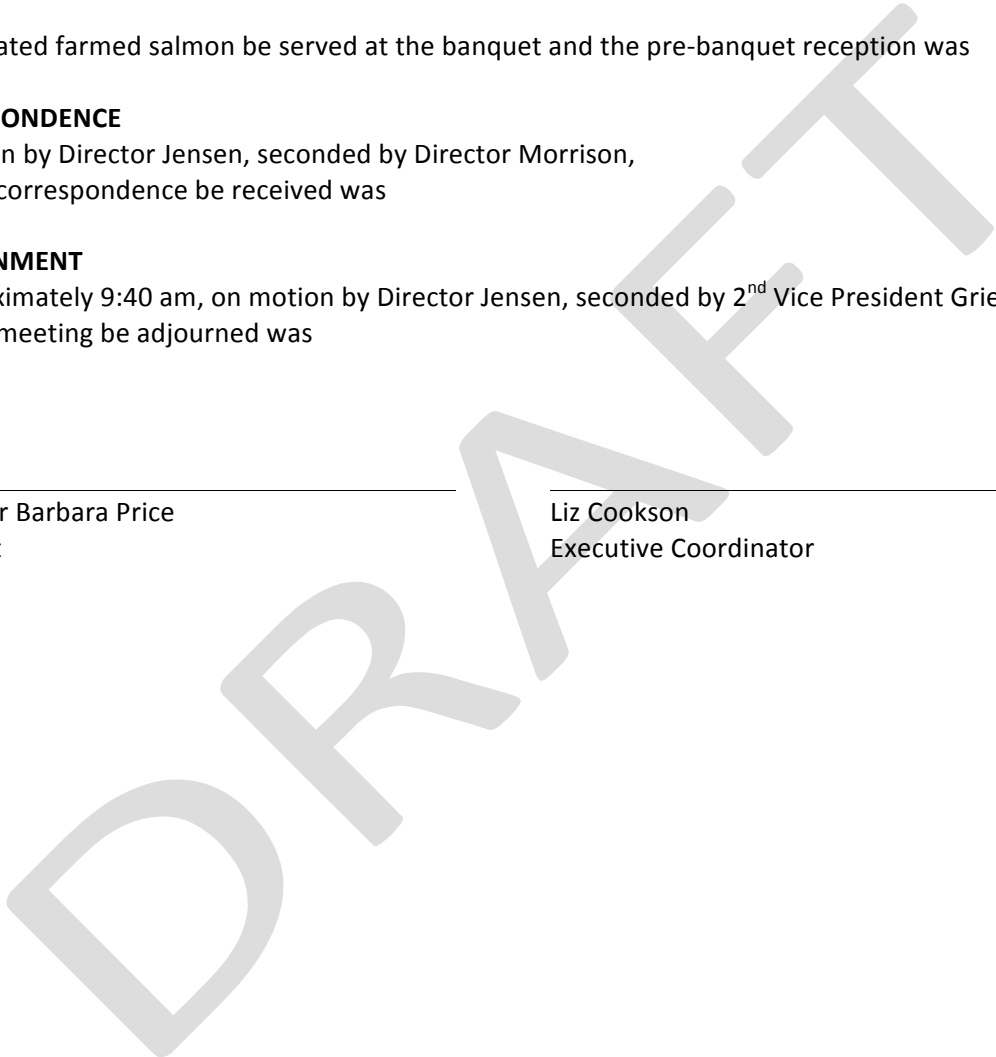 ated farmed salmon be served at the banquet and the pre-banquet reception was
PONDENCE
n by Director Jensen, seconded by Director Morrison,
correspondence be received was
NMENT
ximately 9:40 am, on motion by Director Jensen, seconded by 2nd Vice President Grie
meeting be adjourned was
r Barbara Price
Liz Cookson
Executive Coordinator
DRAFT